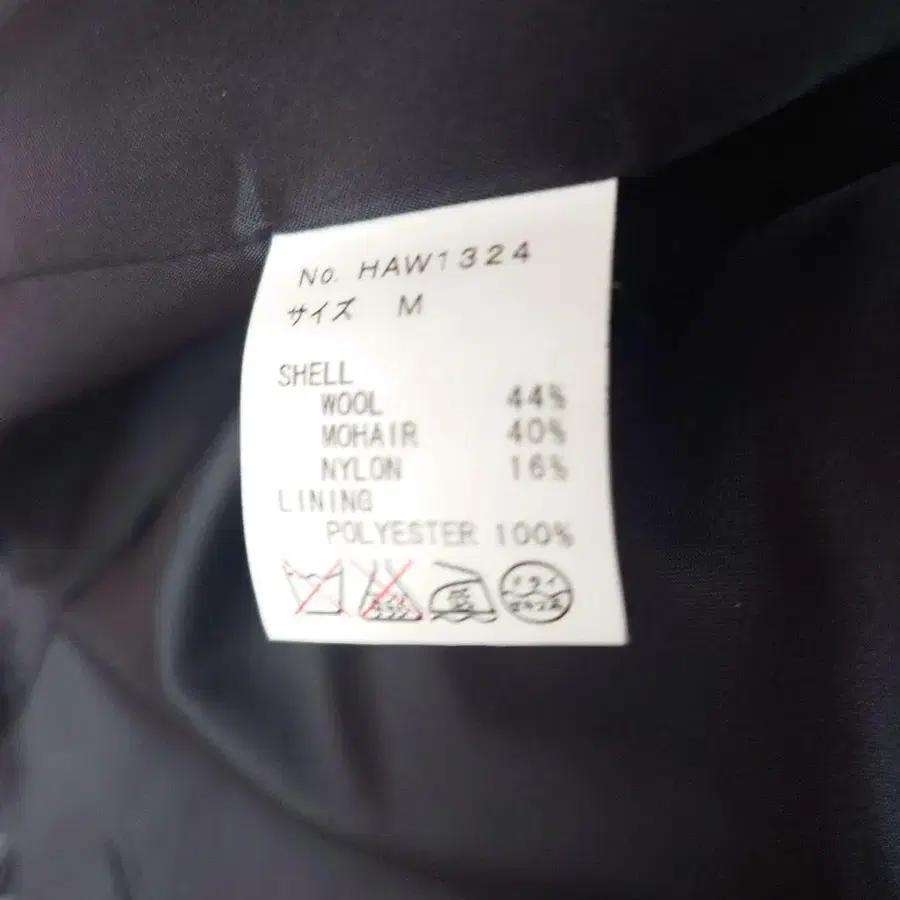 No. HAW1324
サイズ M
SHELL
WOOL 44%
MOHAIR 40%
NYLON 16%
LINING
POLYESTER 100%